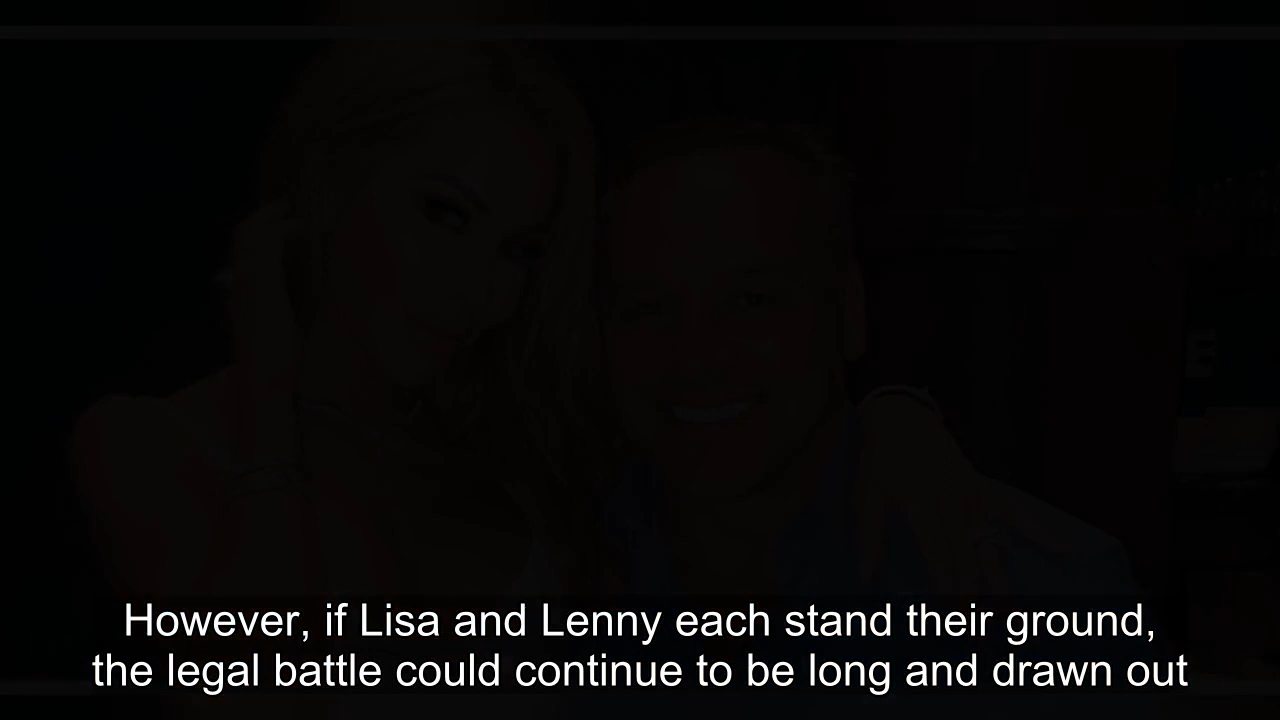 However, if Lisa and Lenny each stand their ground,
the legal battle could continue to be long and drawn out